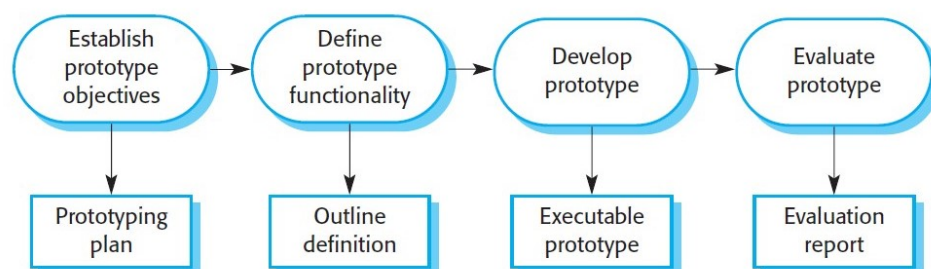 Establish
prototype
objectives
Define
prototype
functionality
Develop
prototype
Evaluate
prototype
Prototyping
plan
Outline
definition
Executable
prototype
Evaluation
report